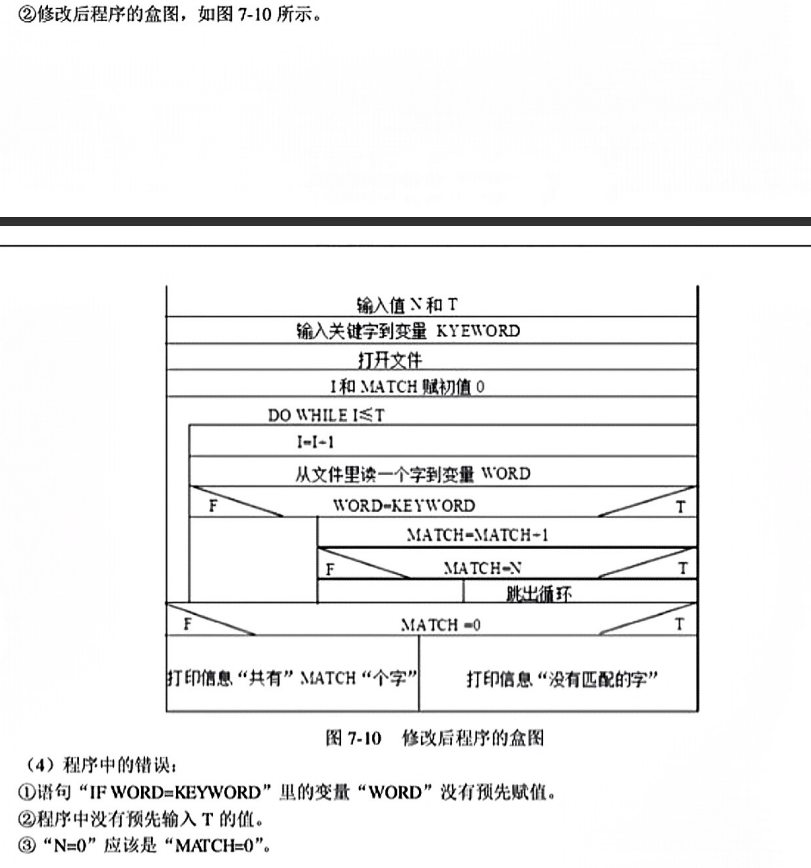 ②修改后程序的盒图，如图 7-10 所示。
输入值 N 和 T
输入关键字到变量 KYEWORD
打开文件
I 和 MATCH 赋初值 0
DO WHILE I≤T
I=I+1
从文件里读一个字到变量 WORD
F WORD=KEYWORD T
MATCH=MATCH+1
F MATCH=N T
跳出循环
F MATCH =0 T
打印信息“共有”MATCH“个字” 打印信息“没有匹配的字”
图 7-10 修改后程序的盒图
（4）程序中的错误：
①语句“IF WORD=KEYWORD”里的变量“WORD”没有预先赋值。
②程序中没有预先输入 T 的值。
③“N=0”应该是“MATCH=0”。